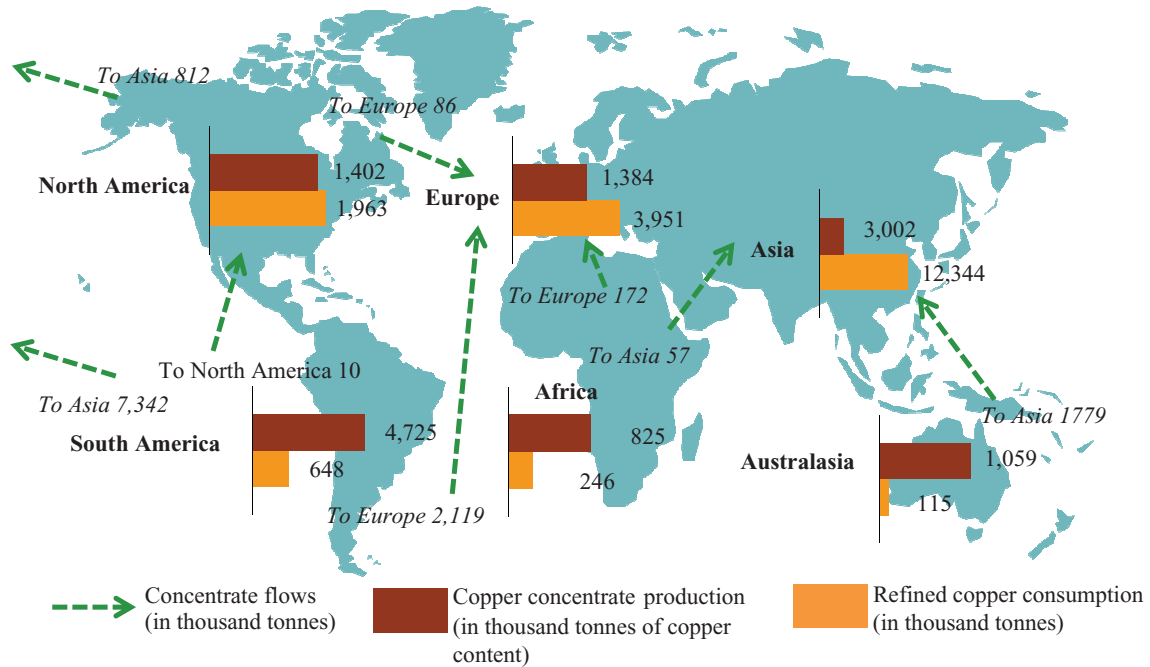 To Asia 812
To Europe 86
North America
1,402
1,963
Europe
1,384
3,951
Asia
3,002
12,344
To Europe 172
To Asia 57
To North America 10
To Asia 7,342
South America
4,725
648
To Europe 2,119
Africa
825
246
To Asia 1779
Australasia
1,059
115
Concentrate flows
(in thousand tonnes)
Copper concentrate production
(in thousand tonnes of copper
content)
Refined copper consumption
(in thousand tonnes)